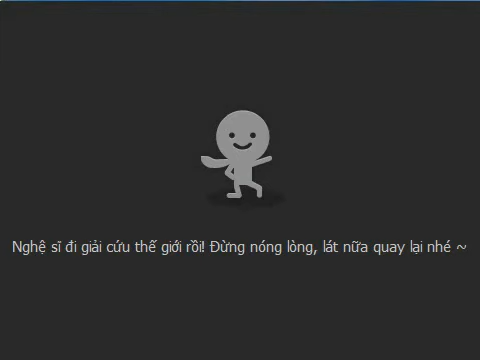 Nghệ sĩ đi giải cứu thế giới rồi! Đừng nóng lòng, lát nữa quay lại nhé ~